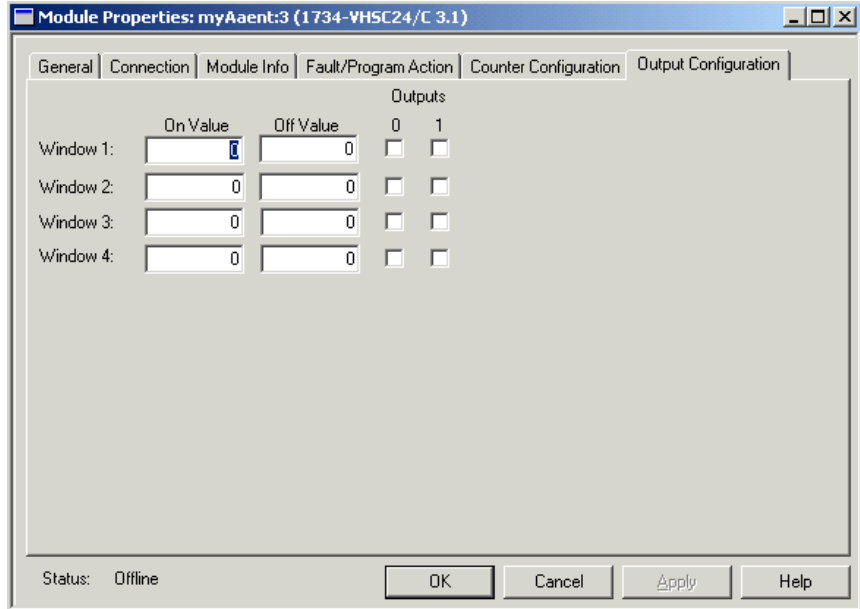 Module Properties: myAaent:3 (1734-VHSC24/C 3.1)
General Connection Module Info Fault/Program Action Counter Configuration Output Configuration
Outputs
On Value Off Value 0 1
Window 1: 0 0
Window 2: 0 0
Window 3: 0 0
Window 4: 0 0
Status: Offline OK Cancel Apply Help